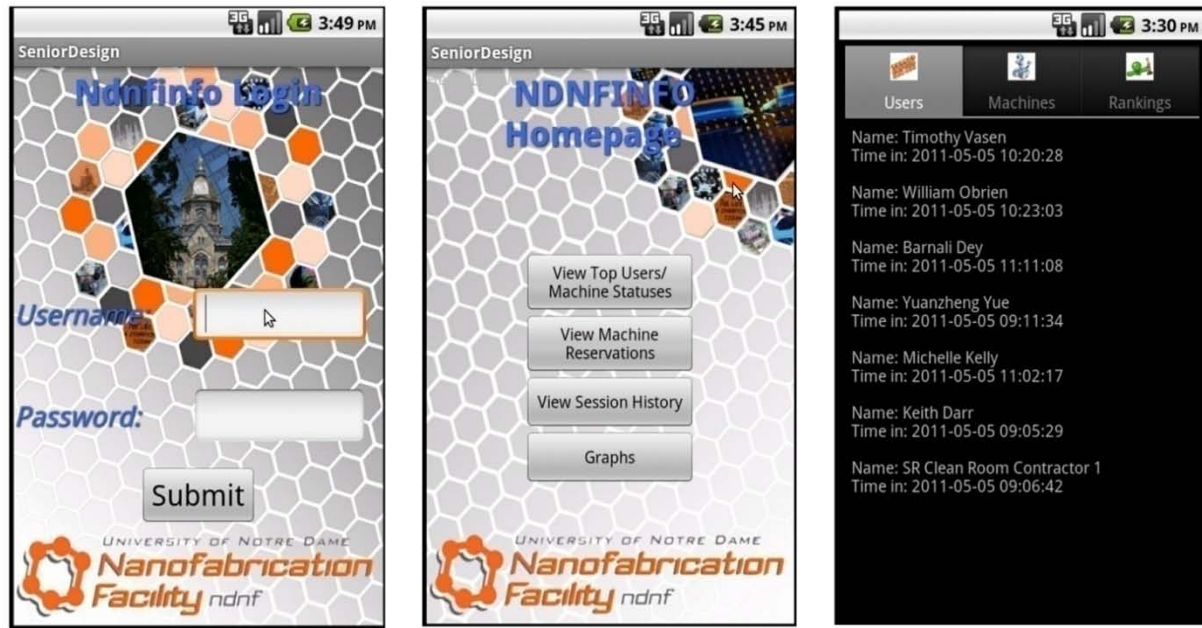 3G 3:49 PM
SeniorDesign
Ndnfinfo Login
Username:
Password:
Submit
UNIVERSITY OF NOTRE DAME
Nanofabrication
Facility ndnf
3G 3:45 PM
SeniorDesign
NDNFINFO
Homepage
View Top Users/
Machine Statuses
View Machine
Reservations
View Session History
Graphs
UNIVERSITY OF NOTRE DAME
Nanofabrication
Facility ndnf
3G 3:30 PM
Users Machines Rankings
Name: Timothy Vasen
Time in: 2011-05-05 10:20:28
Name: William Obrien
Time in: 2011-05-05 10:23:03
Name: Barnali Dey
Time in: 2011-05-05 11:11:08
Name: Yuanzheng Yue
Time in: 2011-05-05 09:11:34
Name: Michelle Kelly
Time in: 2011-05-05 11:02:17
Name: Keith Darr
Time in: 2011-05-05 09:05:29
Name: SR Clean Room Contractor 1
Time in: 2011-05-05 09:06:42